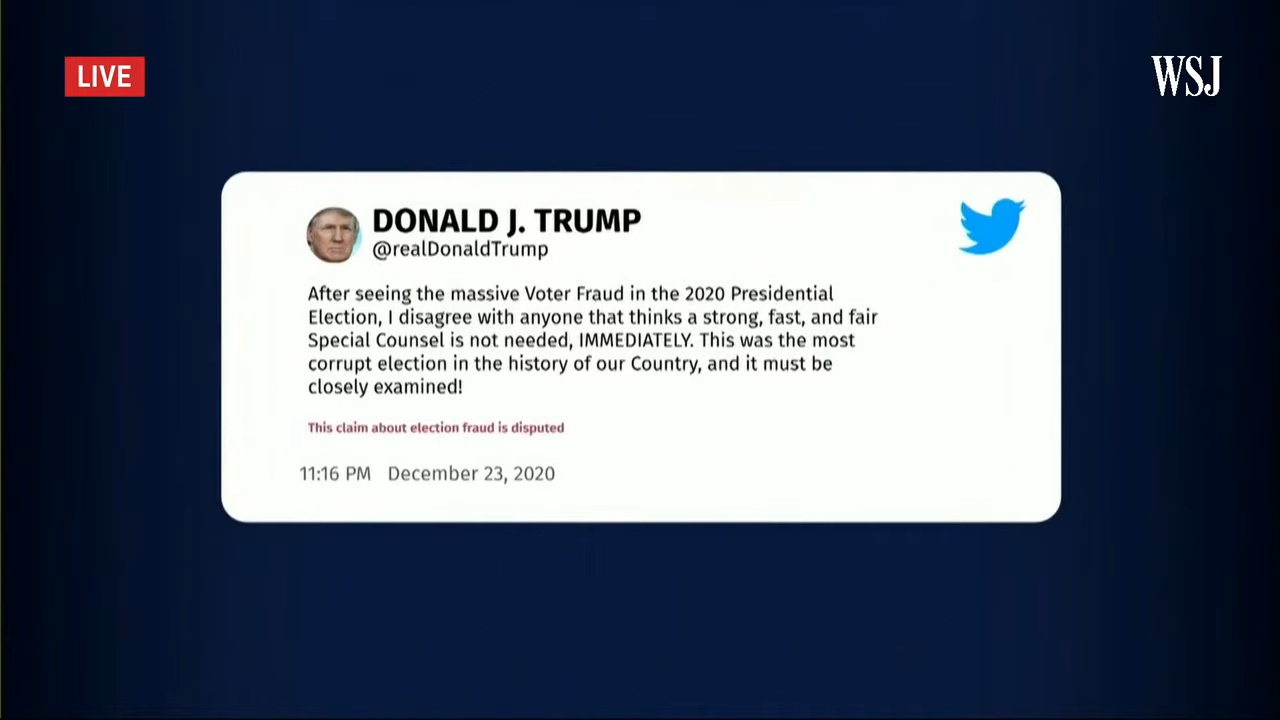 LIVE
WSJ
DONALD J. TRUMP
@realDonaldTrump
After seeing the massive Voter Fraud in the 2020 Presidential
Election, I disagree with anyone that thinks a strong, fast, and fair
Special Counsel is not needed, IMMEDIATELY. This was the most
corrupt election in the history of our Country, and it must be
closely examined!
This claim about election fraud is disputed
11:16 PM December 23, 2020